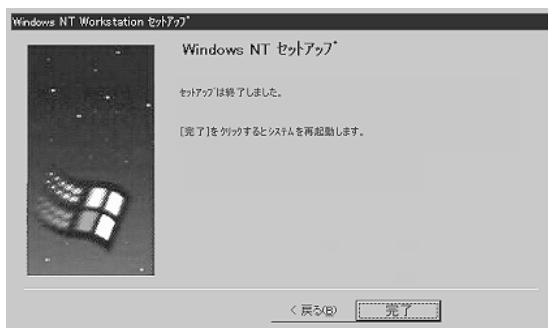 Windows NT Workstation ｾｯﾄｱｯﾌﾟ
Windows NT ｾｯﾄｱｯﾌﾟ
ｾｯﾄｱｯﾌﾟは終了しました。
[完了]をｸﾘｯｸするとｼｽﾃﾑを再起動します。
< 戻る(B)
完了